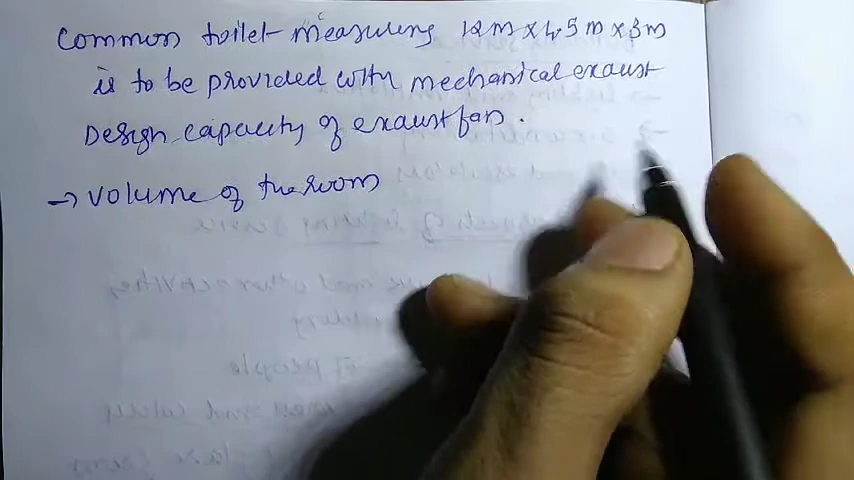 common toilet measuring 12m x 4,5m x 3m
is to be provided with mechanical exaust
Design capacity of exaust fan.
→ volume of the room